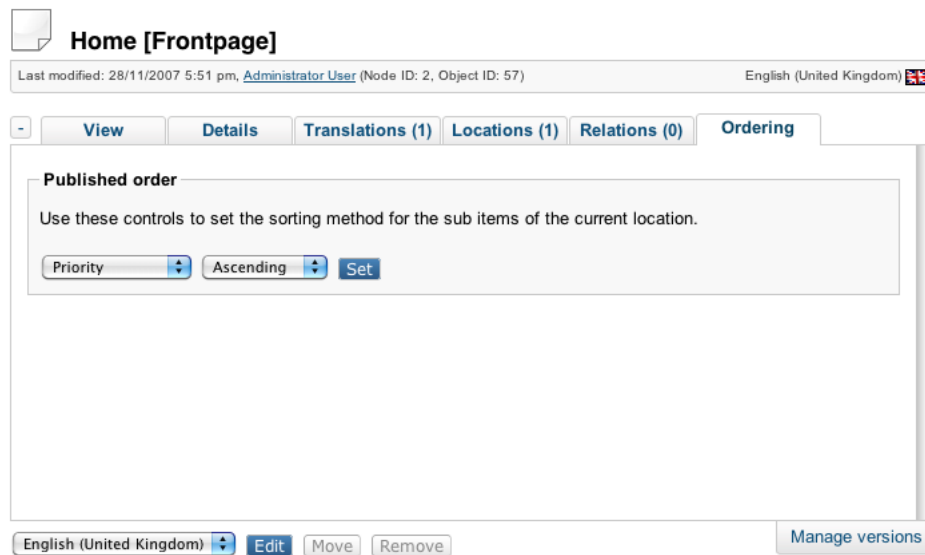 Home [Frontpage]
Last modified: 28/11/2007 5:51 pm, Administrator User (Node ID: 2, Object ID: 57) English (United Kingdom)
- View Details Translations (1) Locations (1) Relations (0) Ordering
Published order
Use these controls to set the sorting method for the sub items of the current location.
Priority Ascending Set
English (United Kingdom) Edit Move Remove Manage versions